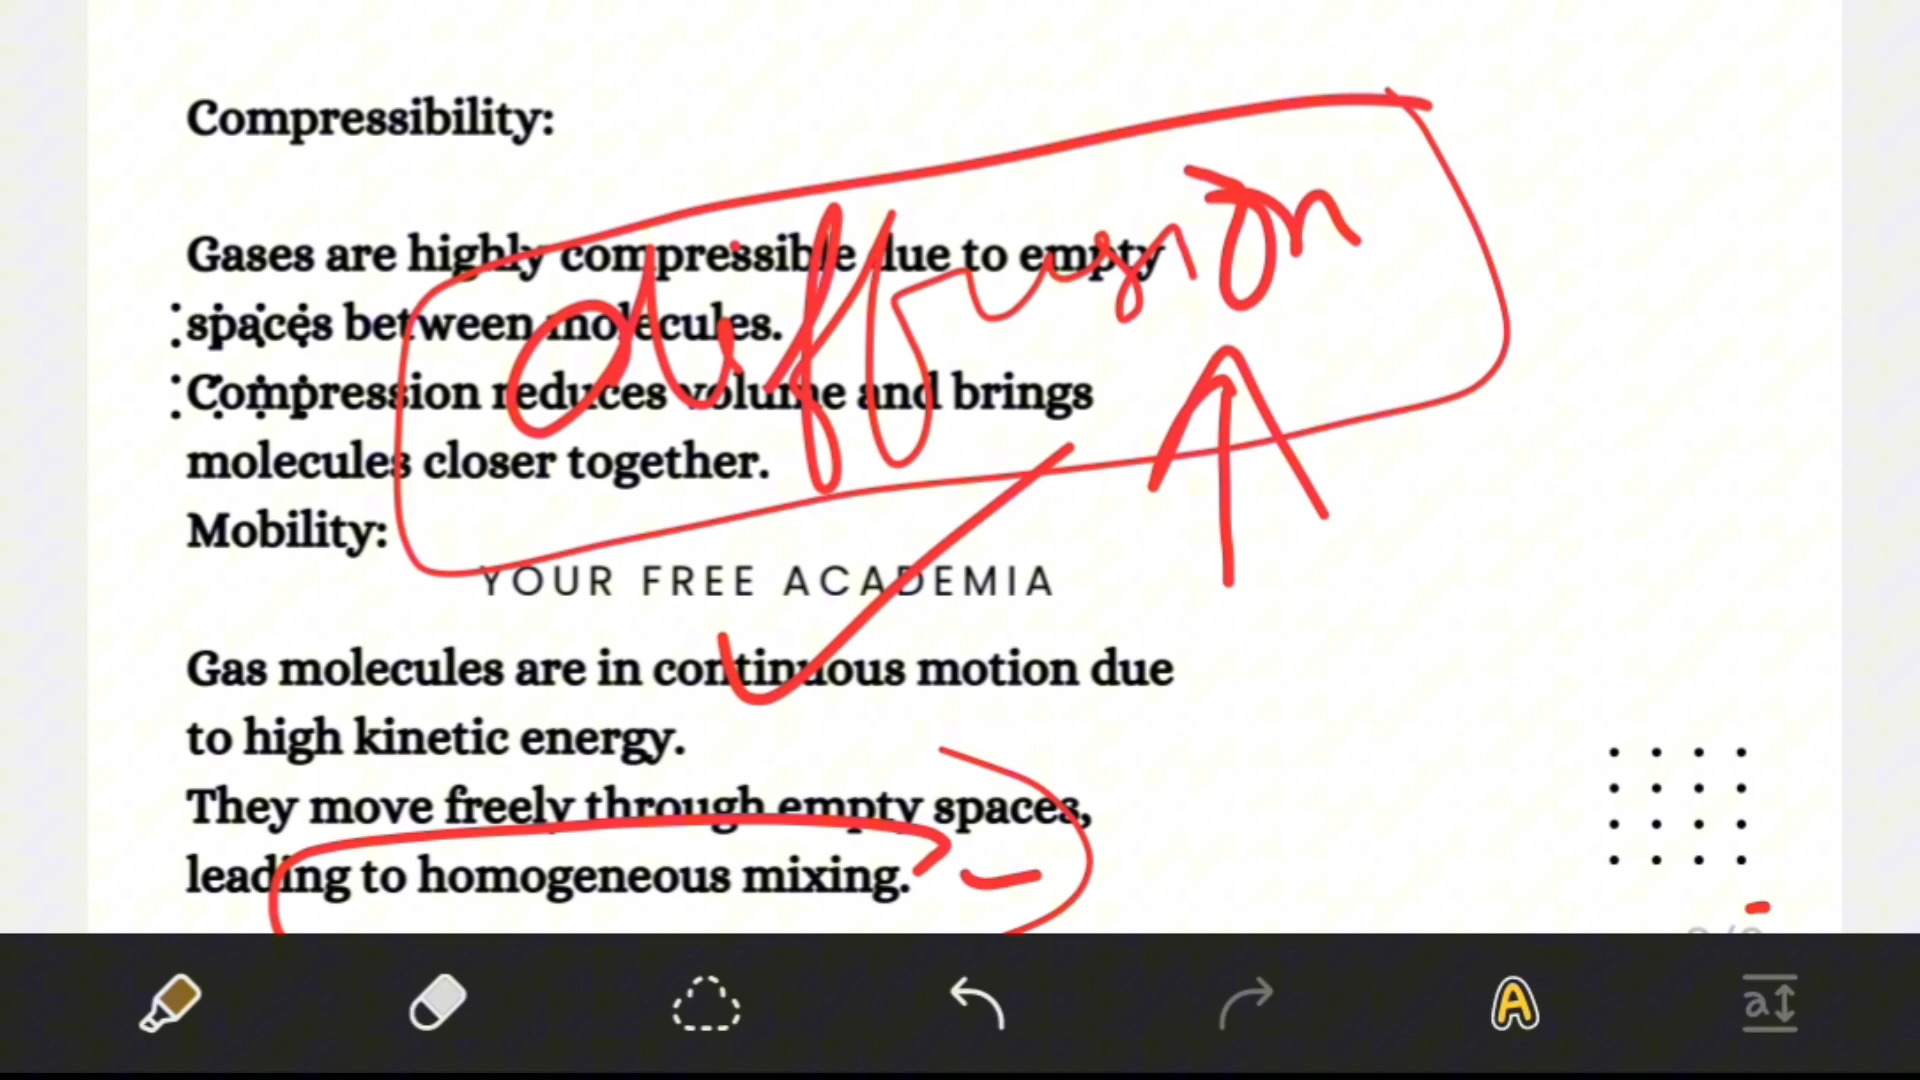 Compressibility:
Gases are highly compressible due to empty
spaces between molecules.
Compression reduces volume and brings
molecules closer together.
diffusion
Mobility:
YOUR FREE ACADEMIA
Gas molecules are in continuous motion due
to high kinetic energy.
They move freely through empty spaces,
leading to homogeneous mixing.
A
a